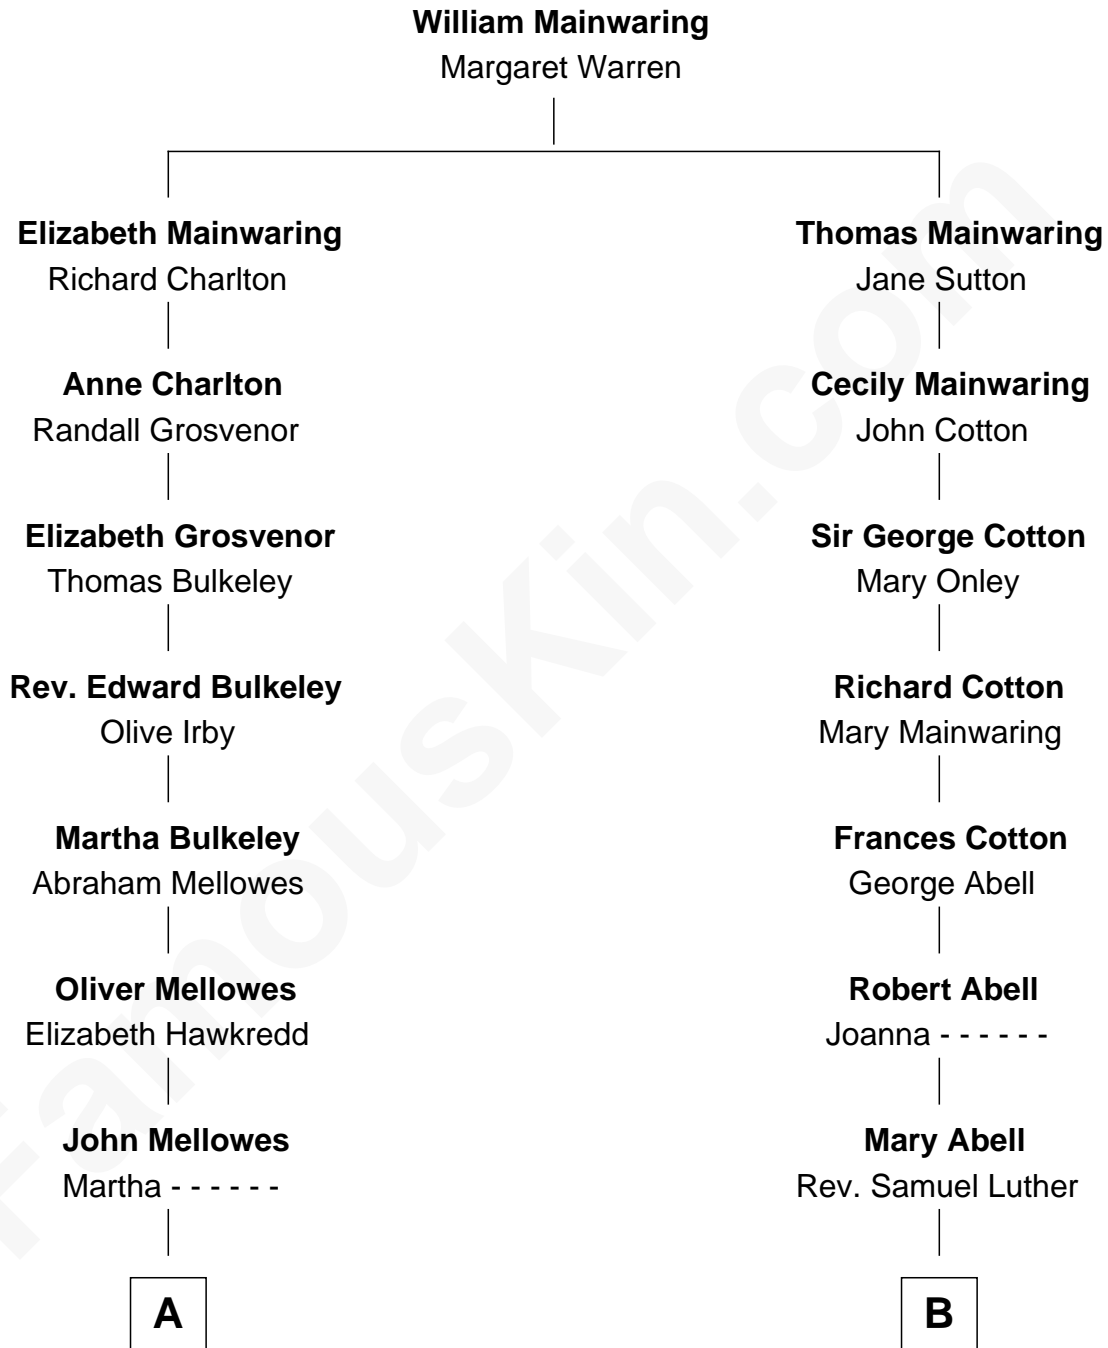 William Mainwaring
Margaret Warren
Elizabeth Mainwaring
Richard Charlton
Thomas Mainwaring
Jane Sutton
Anne Charlton
Randall Grosvenor
Cecily Mainwaring
John Cotton
Elizabeth Grosvenor
Thomas Bulkeley
Sir George Cotton
Mary Onley
Rev. Edward Bulkeley
Olive Irby
Richard Cotton
Mary Mainwaring
Martha Bulkeley
Abraham Mellowes
Frances Cotton
George Abell
Oliver Mellowes
Elizabeth Hawkredd
Robert Abell
Joanna - - - - - -
John Mellowes
Martha - - - - - -
Mary Abell
Rev. Samuel Luther
A
B
FamousKin.com